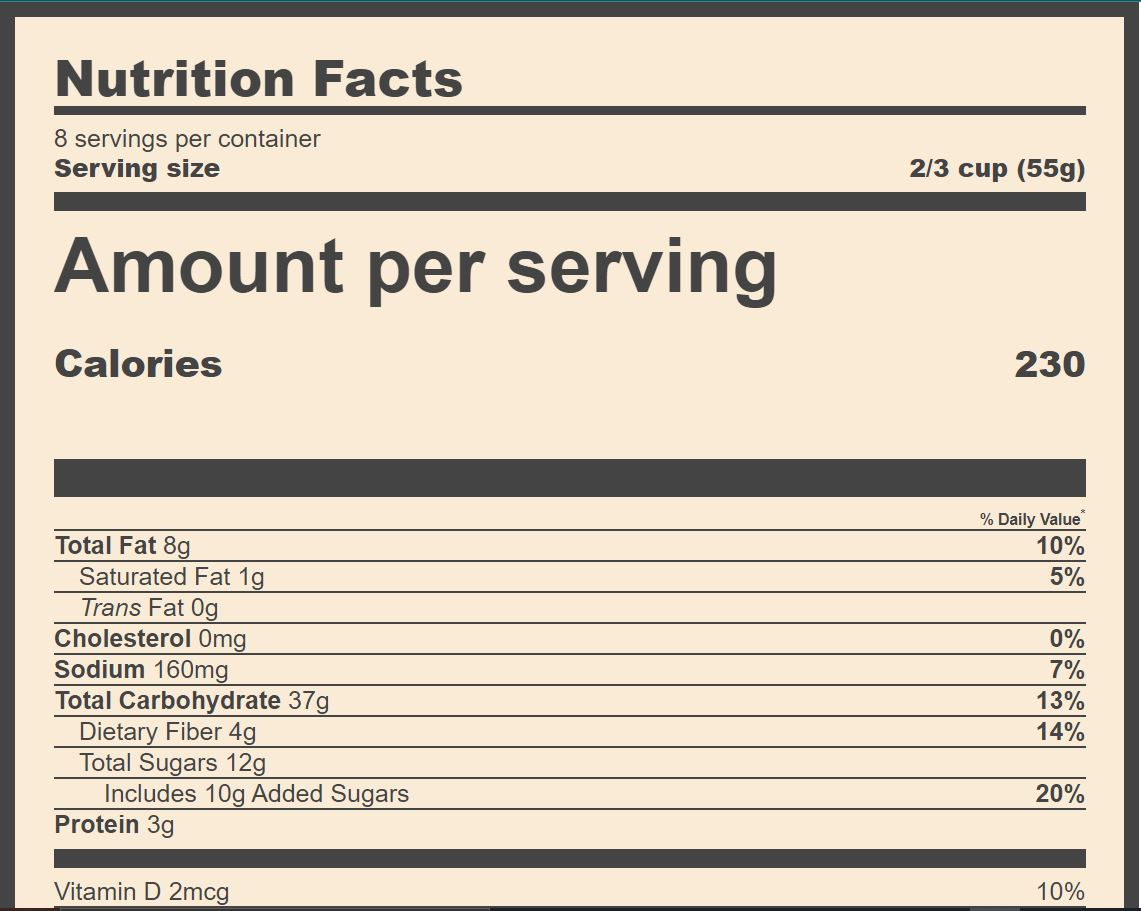 Nutrition Facts
8 servings per container
Serving size 2/3 cup (55g)
Amount per serving
Calories 230
% Daily Value*
Total Fat 8g 10%
Saturated Fat 1g 5%
Trans Fat 0g
Cholesterol 0mg 0%
Sodium 160mg 7%
Total Carbohydrate 37g 13%
Dietary Fiber 4g 14%
Total Sugars 12g
Includes 10g Added Sugars 20%
Protein 3g
Vitamin D 2mcg 10%